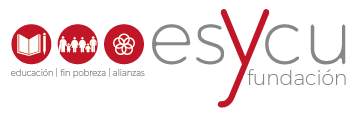 esycu
educación | fin pobreza | alianzas
fundación